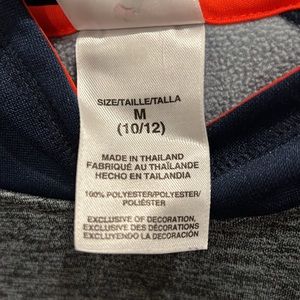 SIZE/TAILLE/TALLA
M
(10/12)
MADE IN THAILAND
FABRIQUÉ AU THAÏLANDE
HECHO EN TAILANDIA
100% POLYESTER/POLYESTER/
POLIÉSTER
EXCLUSIVE OF DECORATION,
EXCLUSIVE DES DÉCORATIONS
EXCLUYENDO LA DECORACIÓN